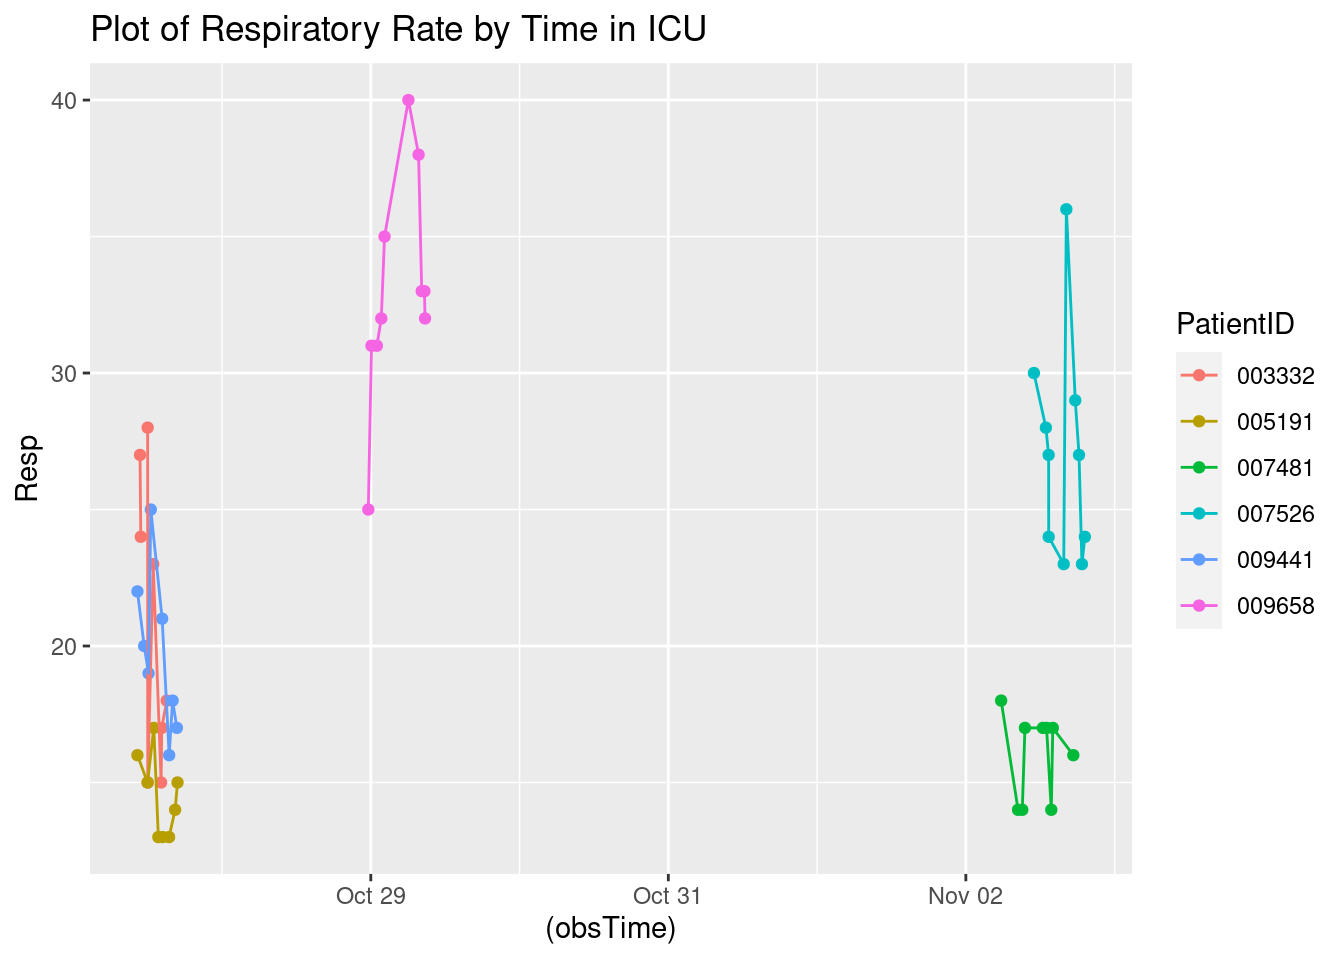 Plot of Respiratory Rate by Time in ICU
40
30
20
Resp
Oct 29
Oct 31
Nov 02
(obsTime)
PatientID
003332
005191
007481
007526
009441
009658